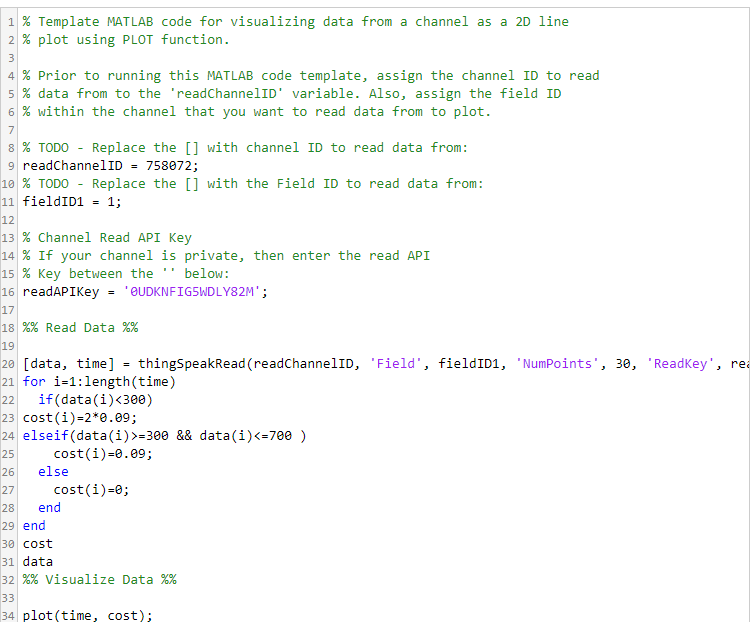 1 % Template MATLAB code for visualizing data from a channel as a 2D line
2 % plot using PLOT function.
3
4 % Prior to running this MATLAB code template, assign the channel ID to read
5 % data from to the 'readChannelID' variable. Also, assign the field ID
6 % within the channel that you want to read data from to plot.
7
8 % TODO - Replace the [] with channel ID to read data from:
9 readChannelID = 758072;
10 % TODO - Replace the [] with the Field ID to read data from:
11 fieldID1 = 1;
12
13 % Channel Read API Key
14 % If your channel is private, then enter the read API
15 % Key between the '' below:
16 readAPIKey = '0UDKNFIG5WDLY82M';
17
18 %% Read Data %%
19
20 [data, time] = thingSpeakRead(readChannelID, 'Field', fieldID1, 'NumPoints', 30, 'ReadKey', rea
21 for i=1:length(time)
22   if(data(i)<300)
23 cost(i)=2*0.09;
24 elseif(data(i)>=300 && data(i)<=700 )
25     cost(i)=0.09;
26   else
27     cost(i)=0;
28   end
29 end
30 cost
31 data
32 %% Visualize Data %%
33
34 plot(time, cost);